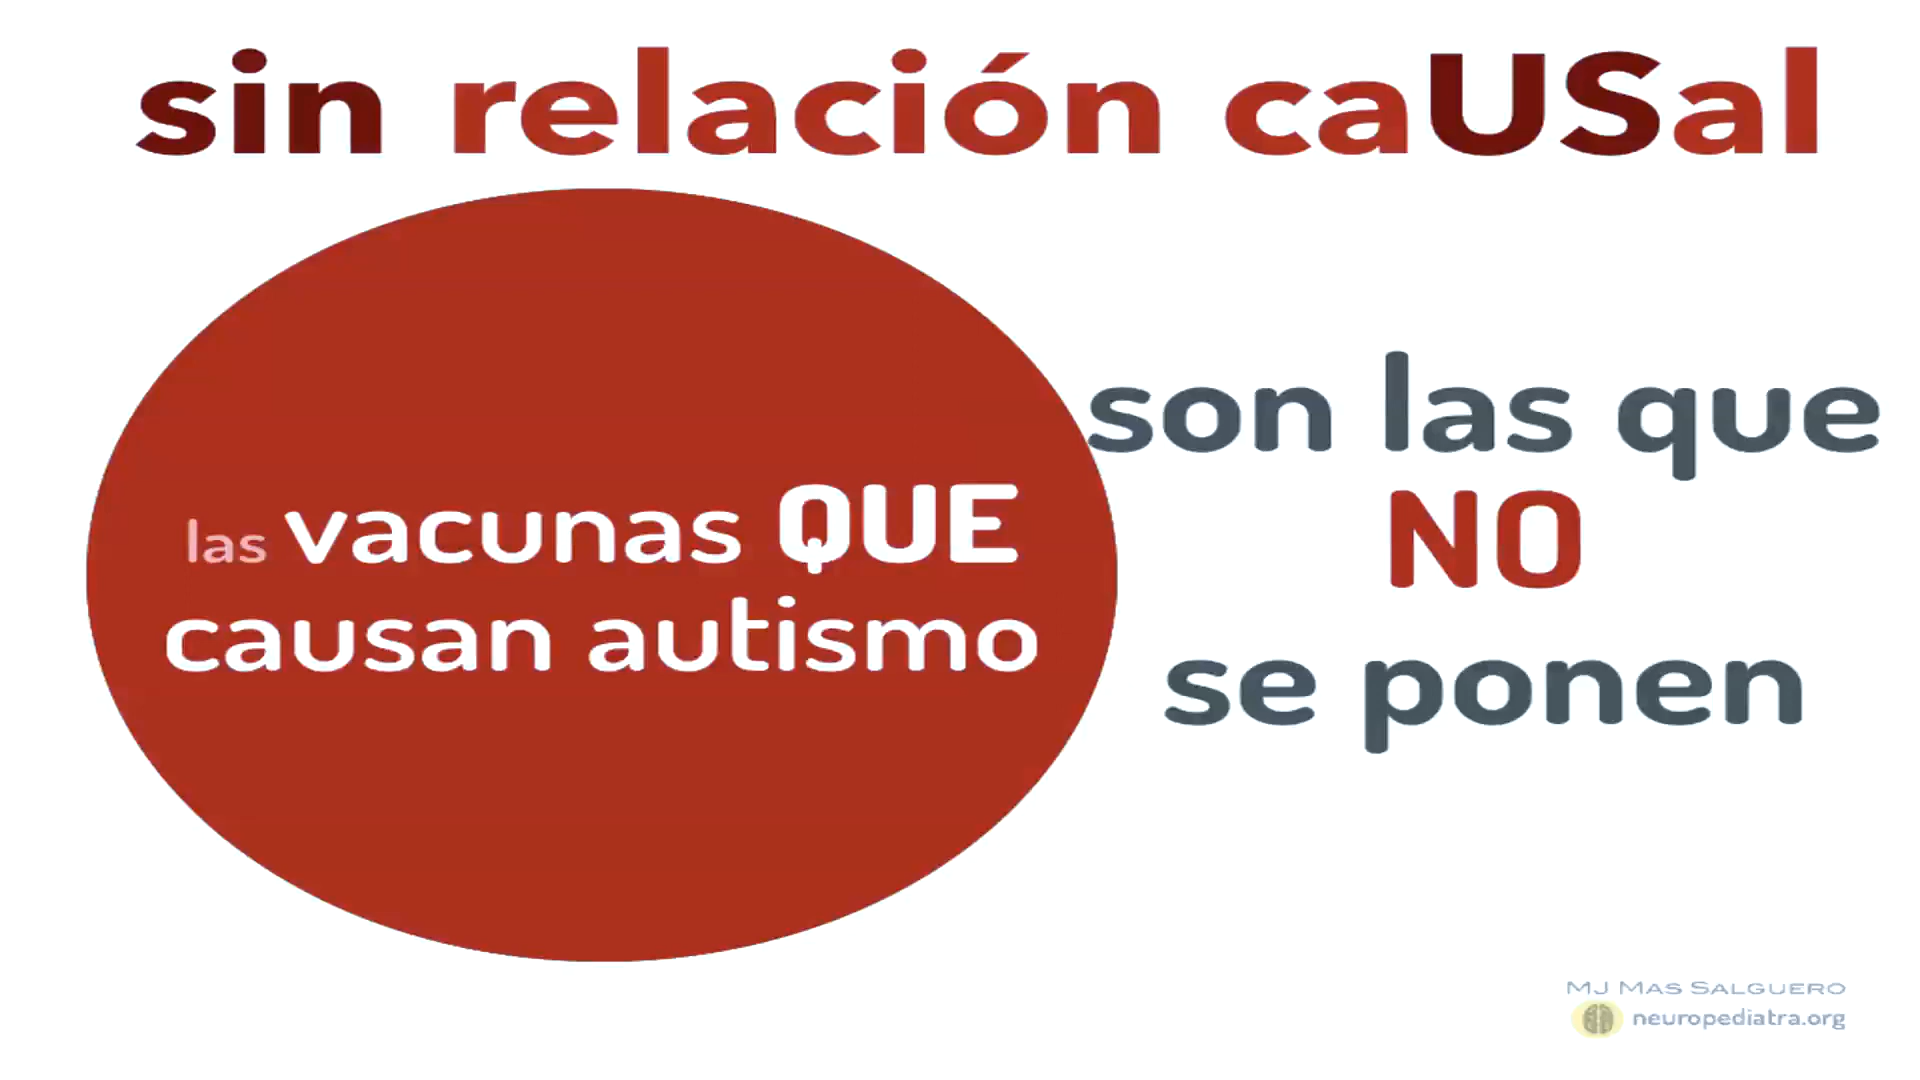 sin relación caUSal
las vacunas QUE
causan autismo
son las que
NO
se ponen
MJ MAS SALGUERO
neuropediatra.org